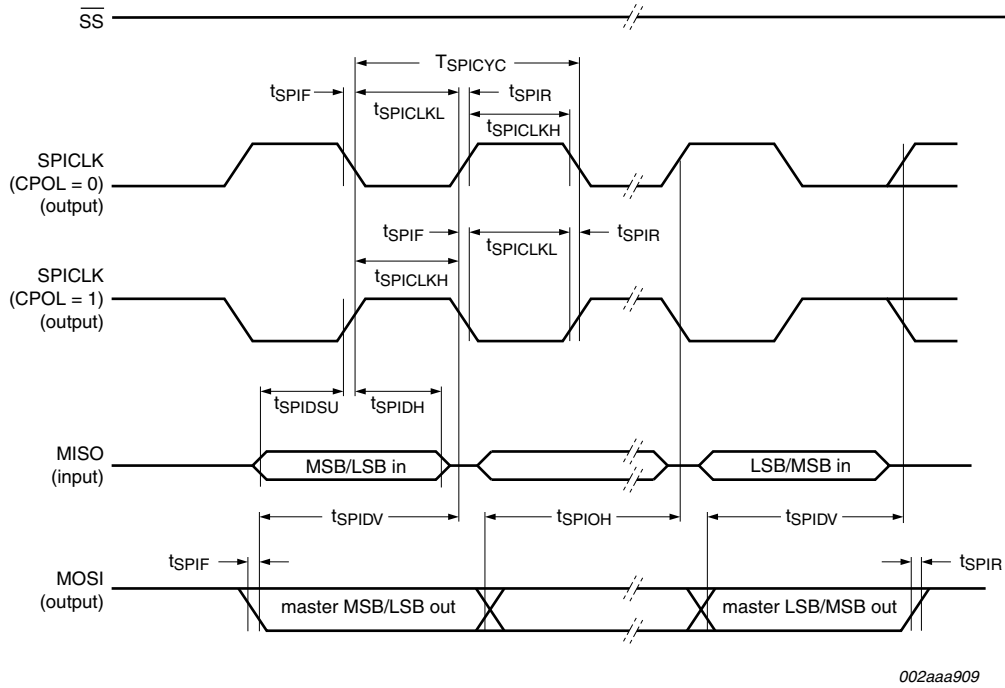 SS
TSPICYC
tSPIF
tSPIR
tSPICLKL
tSPICLKH
SPICLK
(CPOL = 0)
(output)
tSPIF
tSPICLKL
tSPIR
tSPICLKH
SPICLK
(CPOL = 1)
(output)
tSPIDSU
tSPIDH
MISO
(input)
MSB/LSB in
LSB/MSB in
tSPIDV
tSPIOH
tSPIDV
tSPIF
tSPIR
MOSI
(output)
master MSB/LSB out
master LSB/MSB out
002aaa909